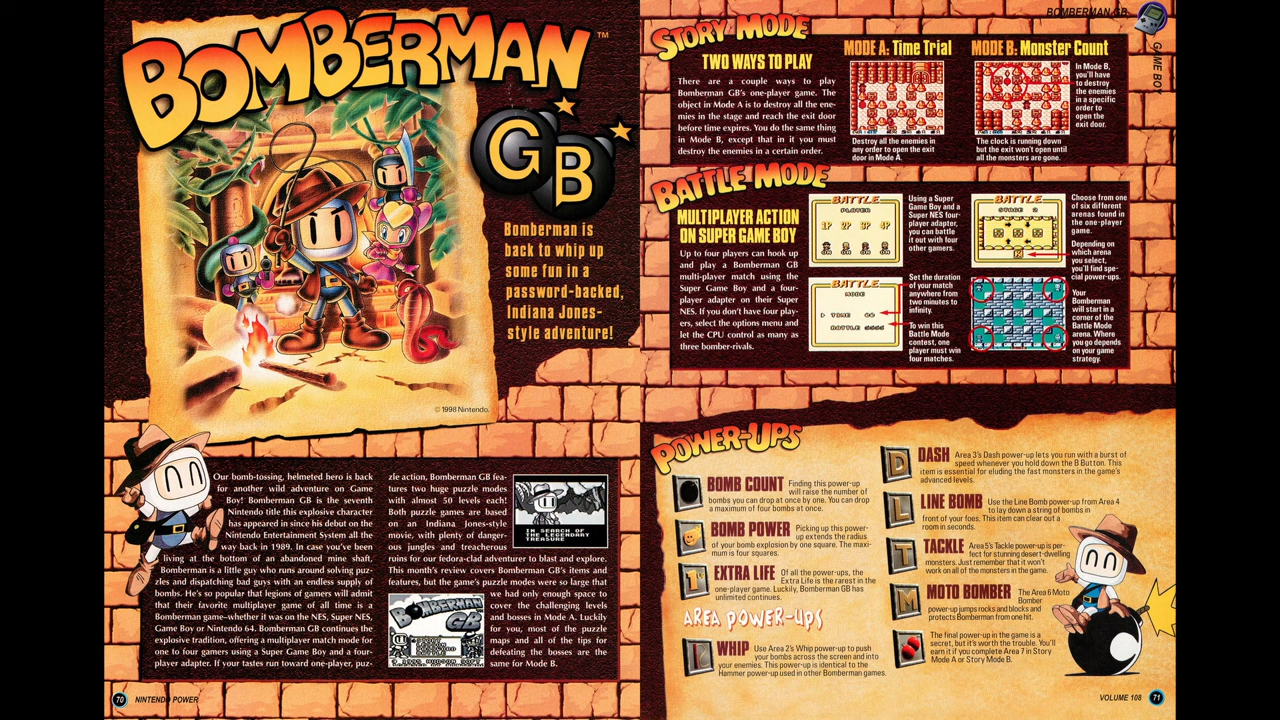 BOMBERMAN
™
GB
Bomberman is
back to whip up
some fun in a
password-backed,
Indiana Jones-
style adventure!
© 1998 Nintendo.
Our bomb-tossing, helmeted hero is back
for another wild adventure on Game
Boy! Bomberman GB is the seventh
Nintendo title this explosive character
has appeared in since his debut on the
Nintendo Entertainment System all the
way back in 1989. In case you've been
living at the bottom of an abandoned mine shaft,
Bomberman is a little guy who runs around solving puz-
zles and dispatching bad guys with an endless supply of
bombs. He's so popular that legions of gamers will admit
that their favorite multiplayer game of all time is a
Bomberman game–whether it was on the NES, Super NES,
Game Boy or Nintendo 64. Bomberman GB continues the
explosive tradition, offering a multiplayer match mode for
one to four gamers using a Super Game Boy and a Four-
player adapter. If your tastes run toward one-player, puz-
zle action, Bomberman GB fea-
tures two huge puzzle modes
with almost 50 levels each!
Both puzzle games are based
on an Indiana Jones-style
movie, with plenty of danger-
ous jungles and treacherous
ruins for our fedora-clad adventurer to blast and explore.
This month's review covers Bomberman GB's items and
features, but the game's puzzle modes were so large that
we had only enough space to
cover the challenging levels
and bosses in Mode A. Luckily
for you, most of the puzzle
maps and all of the tips for
defeating the bosses are the
same for Mode B.
IN SEARCH OF
THE LEGENDARY
TREASURE
BOMBERMAN
GB
70 NINTENDO POWER
BOMBERMAN GB
GAME BOY
STORY MODE
TWO WAYS TO PLAY
There are a couple ways to play
Bomberman GB's one-player game. The
object in Mode A is to destroy all the ene-
mies in the stage and reach the exit door
before time expires. You do the same thing
in Mode B, except that in it you must
destroy the enemies in a certain order.
MODE A: Time Trial
Destroy all the enemies in
any order to open the exit
door in Mode A.
MODE B: Monster Count
The clock is running down
but the exit won't open until
all the monsters are gone.
In Mode B,
you'll have
to destroy
the enemies
in a specific
order to
open the
exit door.
BATTLE MODE
MULTIPLAYER ACTION
ON SUPER GAME BOY
Up to four players can hook up
and play a Bomberman GB
multi-player match using the
Super Game Boy and a four-
player adapter on their Super
NES. If you don't have four play-
ers, select the options menu and
let the CPU control as many as
three bomber-rivals.
BATTLE
PLAYER
1P 2P 3P 4P
ON ON ON ON
Using a Super
Game Boy and a
Super NES four-
player adapter,
you can battle
it out with four
other gamers.
BATTLE
MODE
TIME
BATTLE
Set the duration
of your match
anywhere from
two minutes to
infinity.
To win this
Battle Mode
contest, one
player must win
four matches.
BATTLE
STAGE 2
Choose from one
of six different
arenas found in
the one-player
game.
Depending on
which arena
you select,
you'll find spe-
cial power-ups.
Your
Bomberman
will start in a
corner of the
Battle Mode
arena. Where
you go depends
on your game
strategy.
POWER-UPS
BOMB COUNT Finding this power-up
will raise the number of
bombs you can drop at once by one. You can drop
a maximum of four bombs at once.
BOMB POWER Picking up this power-
up extends the radius
of your bomb explosion by one square. The maxi-
mum is four squares.
EXTRA LIFE Of all the power-ups, the
Extra Life is the rarest in the
one-player game. Luckily, Bomberman GB has
unlimited continues.
AREA POWER-UPS
WHIP Use Area 2's Whip power-up to push
your bombs across the screen and into
your enemies. This power-up is identical to the
Hammer power-up used in other Bomberman games.
D
DASH Area 3's Dash power-up lets you run with a burst of
speed whenever you hold down the B Button. This
item is essential for eluding the fast monsters in the game's
advanced levels.
L
LINE BOMB Use the Line Bomb power-up from Area 4
to lay down a string of bombs in
front of your foes. This item can clear out a
room in seconds.
T
TACKLE Area 5's Tackle power-up is per-
fect for stunning desert-dwelling
monsters. Just remember that it won't
work on all of the monsters in the game.
M
MOTO BOMBER The Area 6 Moto
Bomber
power-up jumps rocks and blocks and
protects Bomberman from one hit.
The final power-up in the game is a
secret, but it's worth the trouble. You'll
earn it if you complete Area 7 in Story
Mode A or Story Mode B.
VOLUME 108 71